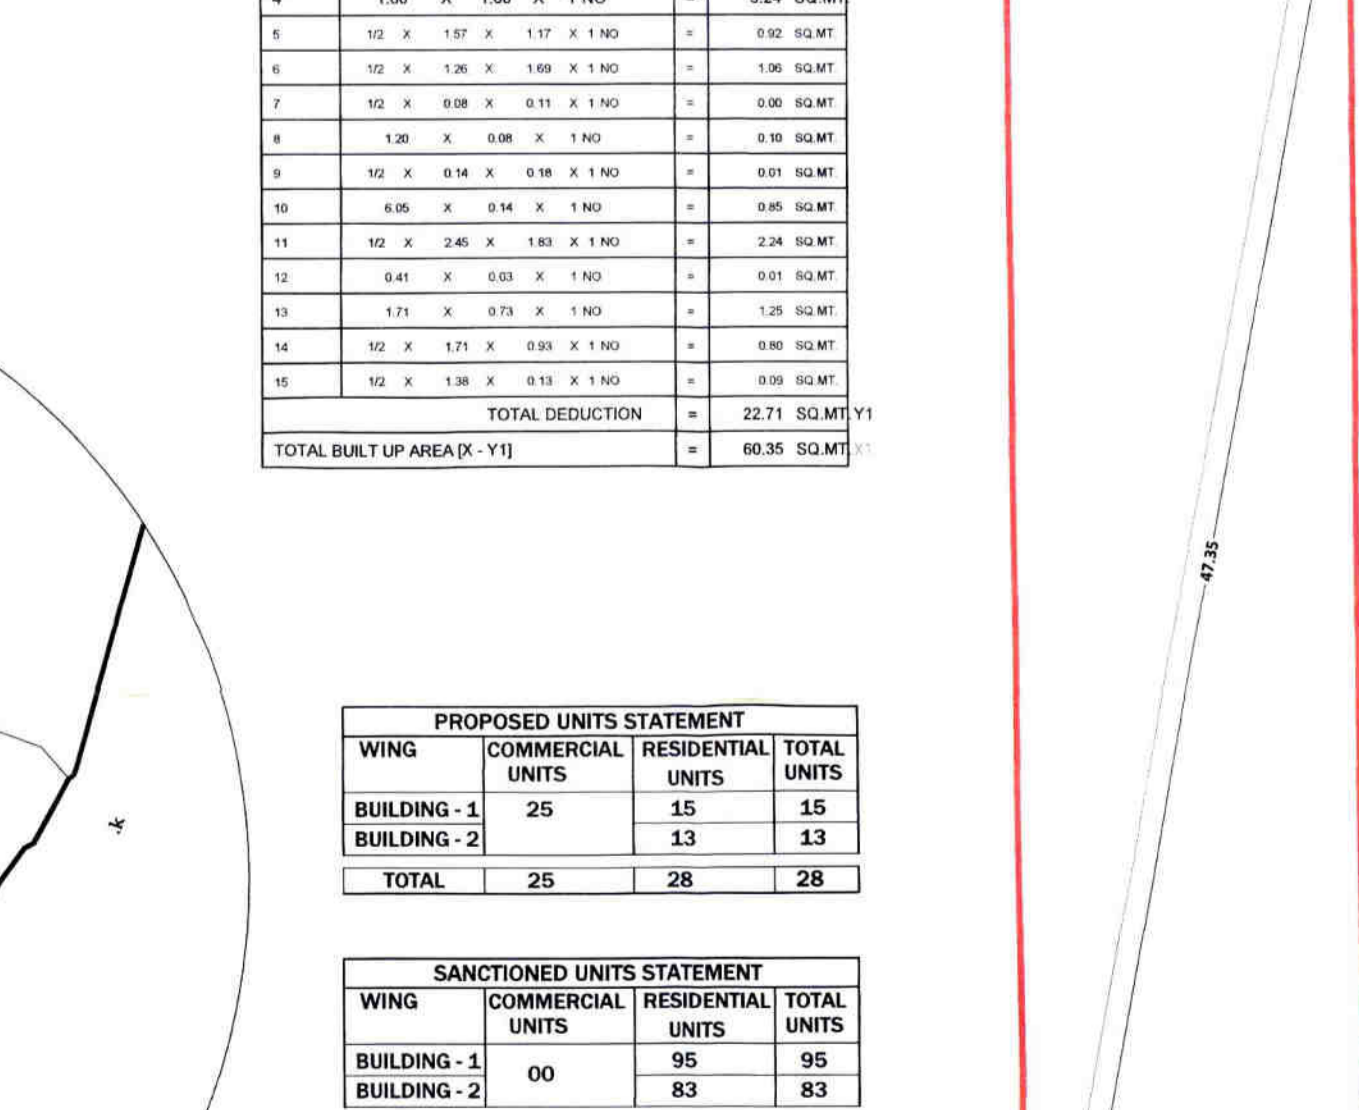 5 1/2 X 1.57 X 1.17 X 1 NO = 0.92 SQ.MT.
6 1/2 X 1.26 X 1.69 X 1 NO = 1.06 SQ.MT.
7 1/2 X 0.08 X 0.11 X 1 NO = 0.00 SQ.MT.
8 1.20 X 0.08 X 1 NO = 0.10 SQ.MT.
9 1/2 X 0.14 X 0.18 X 1 NO = 0.01 SQ.MT.
10 6.05 X 0.14 X 1 NO = 0.85 SQ.MT.
11 1/2 X 2.45 X 1.83 X 1 NO = 2.24 SQ.MT.
12 0.41 X 0.03 X 1 NO = 0.01 SQ.MT.
13 1.71 X 0.73 X 1 NO = 1.25 SQ.MT.
14 1/2 X 1.71 X 0.93 X 1 NO = 0.80 SQ.MT.
15 1/2 X 1.38 X 0.13 X 1 NO = 0.09 SQ.MT.
TOTAL DEDUCTION = 22.71 SQ.MT. Y1
TOTAL BUILT UP AREA [X - Y1] = 60.35 SQ.MT. X1
47.35
.k
PROPOSED UNITS STATEMENT
WING COMMERCIAL RESIDENTIAL TOTAL
UNITS UNITS UNITS
BUILDING - 1 25 15 15
BUILDING - 2 13 13
TOTAL 25 28 28
SANCTIONED UNITS STATEMENT
WING COMMERCIAL RESIDENTIAL TOTAL
UNITS UNITS UNITS
BUILDING - 1 00 95 95
BUILDING - 2 83 83